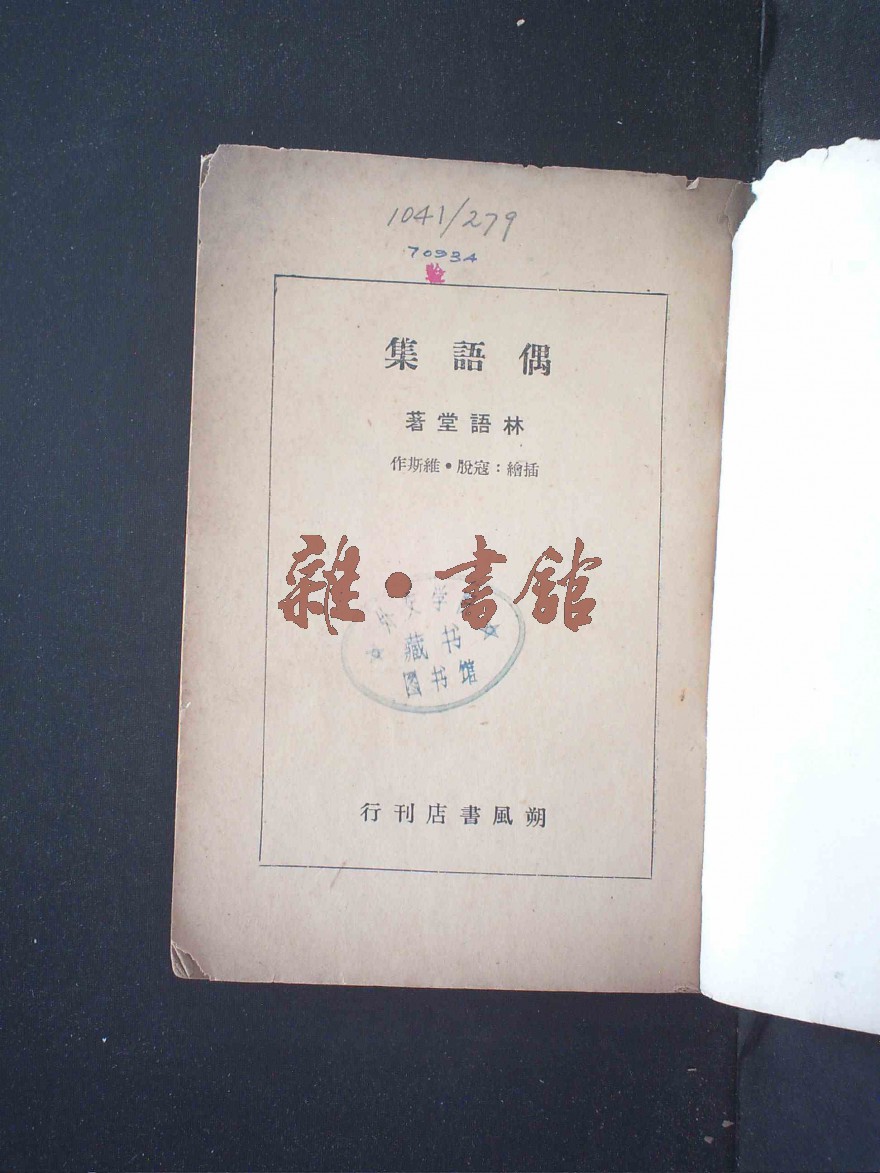 1041/279
70934
偶語集
林語堂著
插繪：寇脫•維斯作
雜•書館
藏书
图书馆
朔風書店刊行